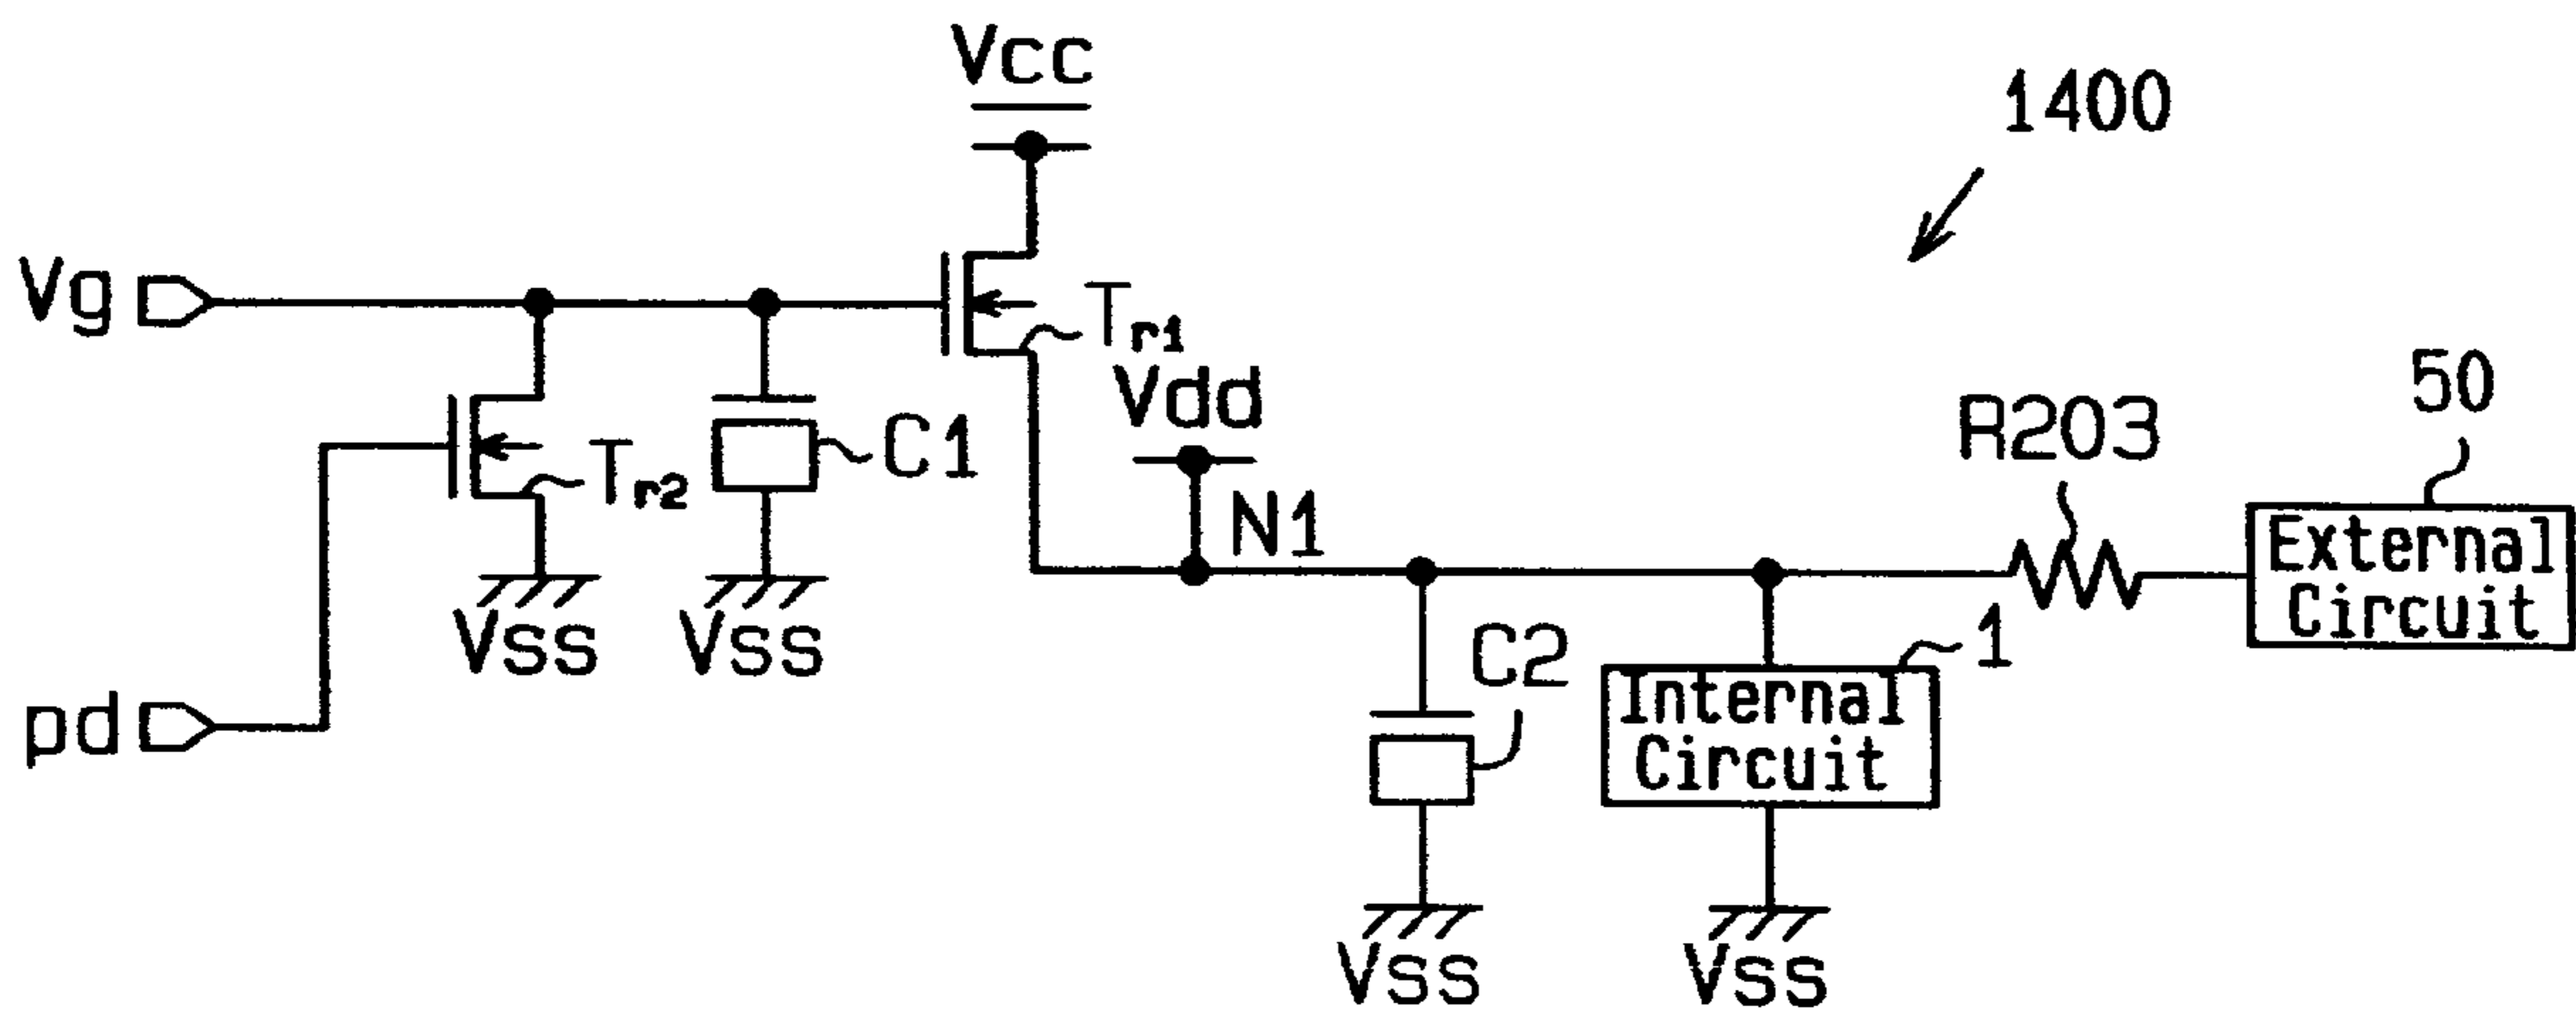 Vcc
1400
Vg
Tr1
Vdd
50
R203
C1
Tr2
N1
External
Circuit
Vss
Vss
C2
1
Internal
Circuit
pd
Vss
Vss